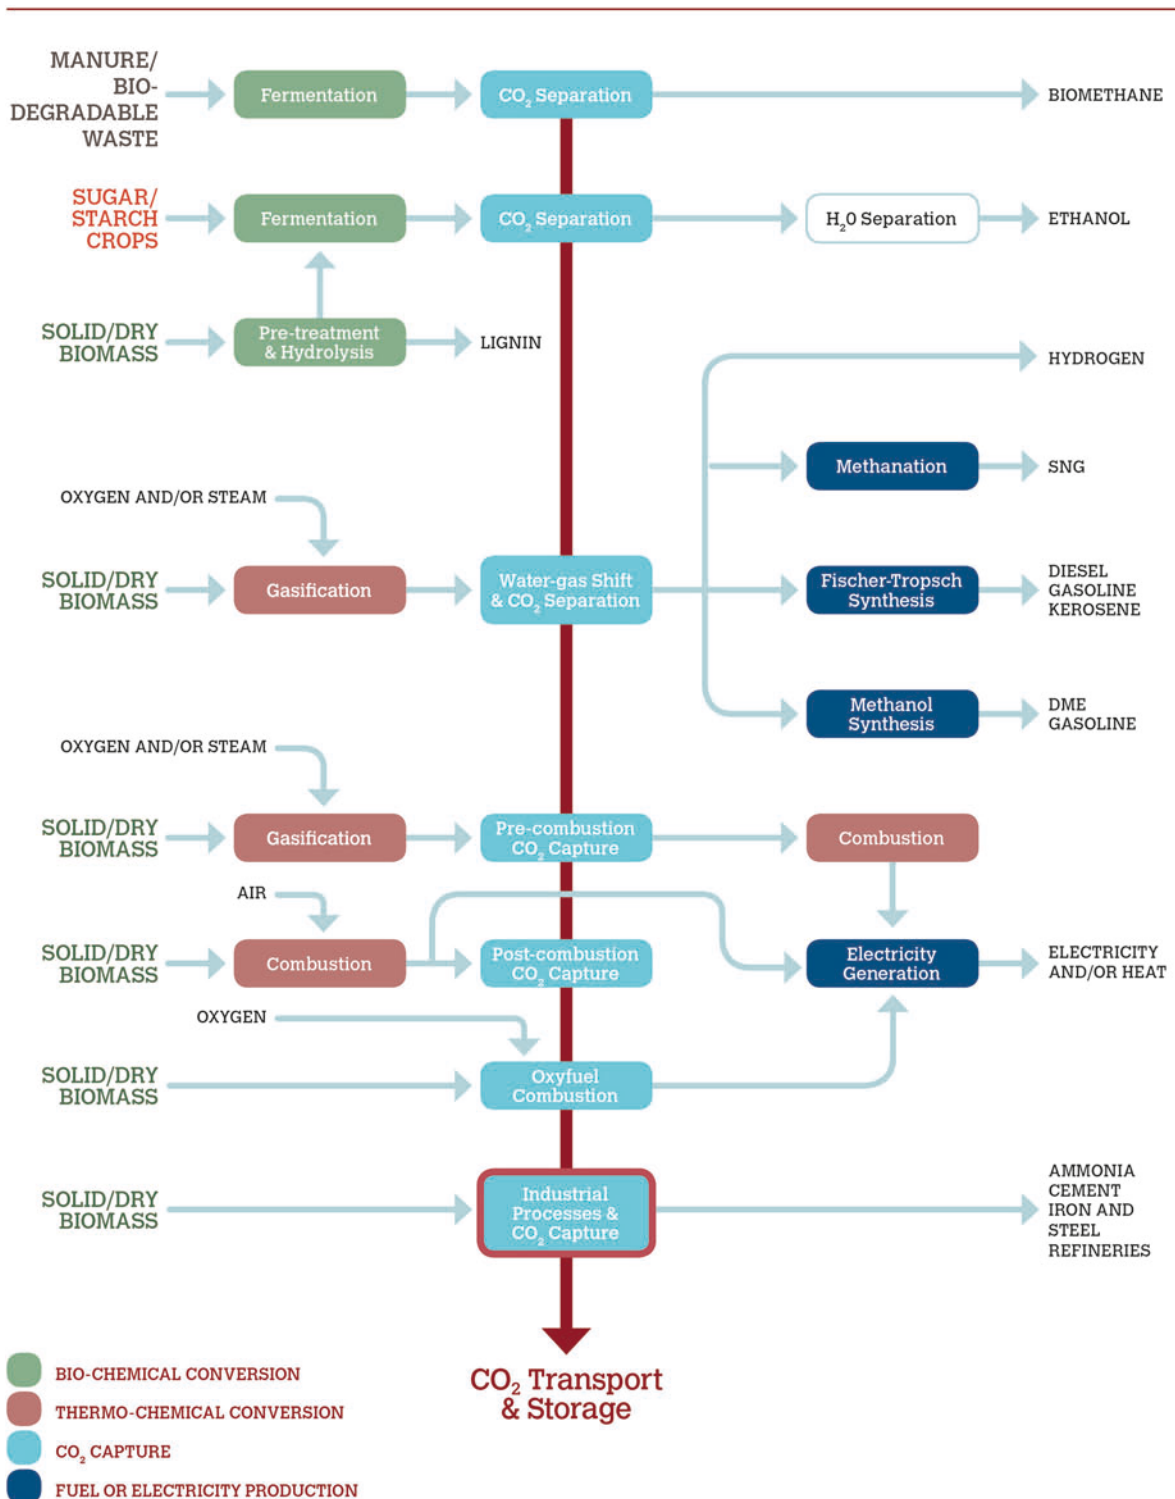 MANURE/
BIO-
DEGRADABLE
WASTE
Fermentation
CO₂ Separation
BIOMETHANE
SUGAR/
STARCH
CROPS
Fermentation
CO₂ Separation
H₂0 Separation
ETHANOL
SOLID/DRY
BIOMASS
Pre-treatment
& Hydrolysis
LIGNIN
HYDROGEN
Methanation
SNG
OXYGEN AND/OR STEAM
SOLID/DRY
BIOMASS
Gasification
Water-gas Shift
& CO₂ Separation
Fischer-Tropsch
Synthesis
DIESEL
GASOLINE
KEROSENE
Methanol
Synthesis
DME
GASOLINE
OXYGEN AND/OR STEAM
SOLID/DRY
BIOMASS
Gasification
Pre-combustion
CO₂ Capture
Combustion
AIR
SOLID/DRY
BIOMASS
Combustion
Post-combustion
CO₂ Capture
Electricity
Generation
ELECTRICITY
AND/OR HEAT
OXYGEN
SOLID/DRY
BIOMASS
Oxyfuel
Combustion
SOLID/DRY
BIOMASS
Industrial
Processes &
CO₂ Capture
AMMONIA
CEMENT
IRON AND
STEEL
REFINERIES
CO₂ Transport
& Storage
BIO-CHEMICAL CONVERSION
THERMO-CHEMICAL CONVERSION
CO₂ CAPTURE
FUEL OR ELECTRICITY PRODUCTION